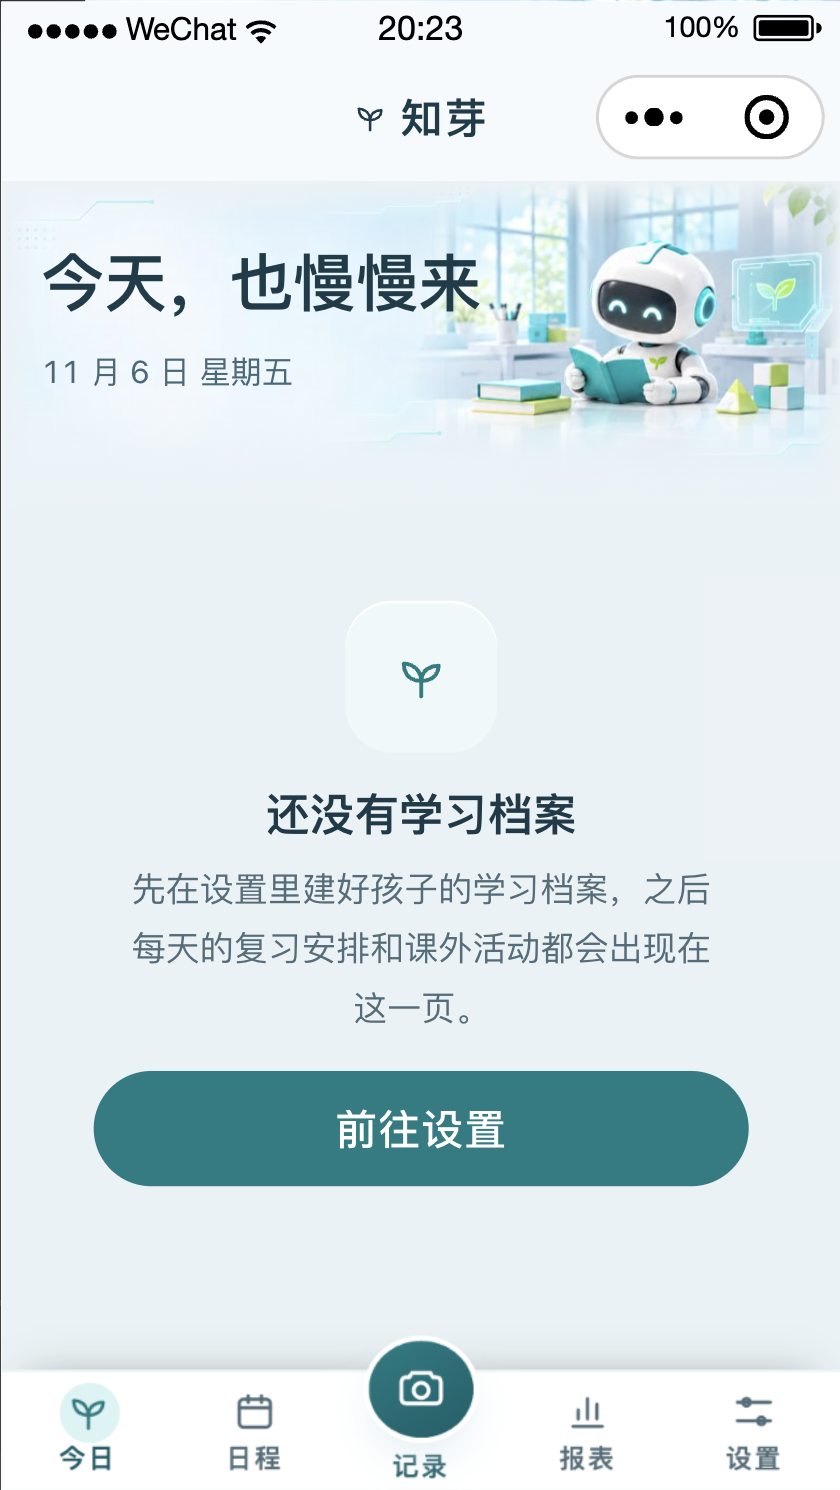 WeChat 20:23 100%
知芽
今天，也慢慢来
11 月 6 日 星期五
还没有学习档案
先在设置里建好孩子的学习档案，之后
每天的复习安排和课外活动都会出现在
这一页。
前往设置
今日 日程 记录 报表 设置